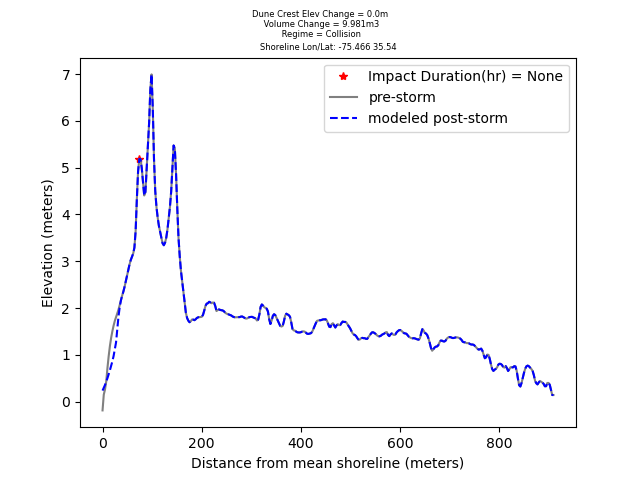 Dune Crest Elev Change = 0.0m
Volume Change = 9.981m3
Regime = Collision
Shoreline Lon/Lat: -75.466 35.54
Impact Duration(hr) = None
pre-storm
modeled post-storm
7
6
5
4
3
2
1
0
Elevation (meters)
0 200 400 600 800
Distance from mean shoreline (meters)